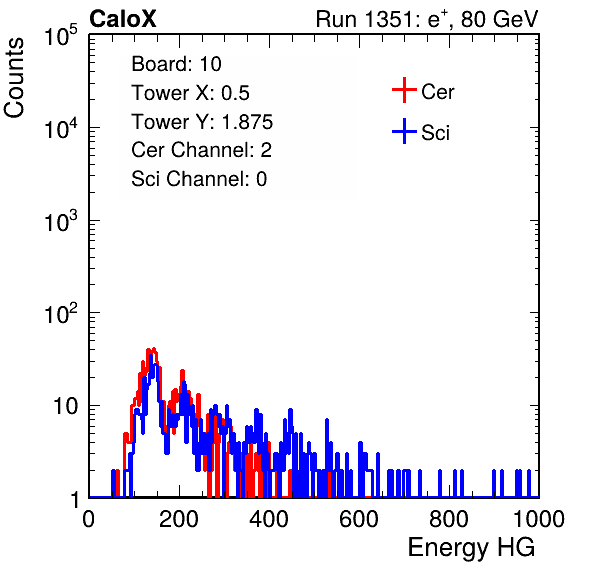 CaloX Run 1351: e⁺, 80 GeV
Counts
Board: 10
Tower X: 0.5
Tower Y: 1.875
Cer Channel: 2
Sci Channel: 0
Cer
Sci
10⁵
10⁴
10³
10²
10
1
0 200 400 600 800 1000
Energy HG